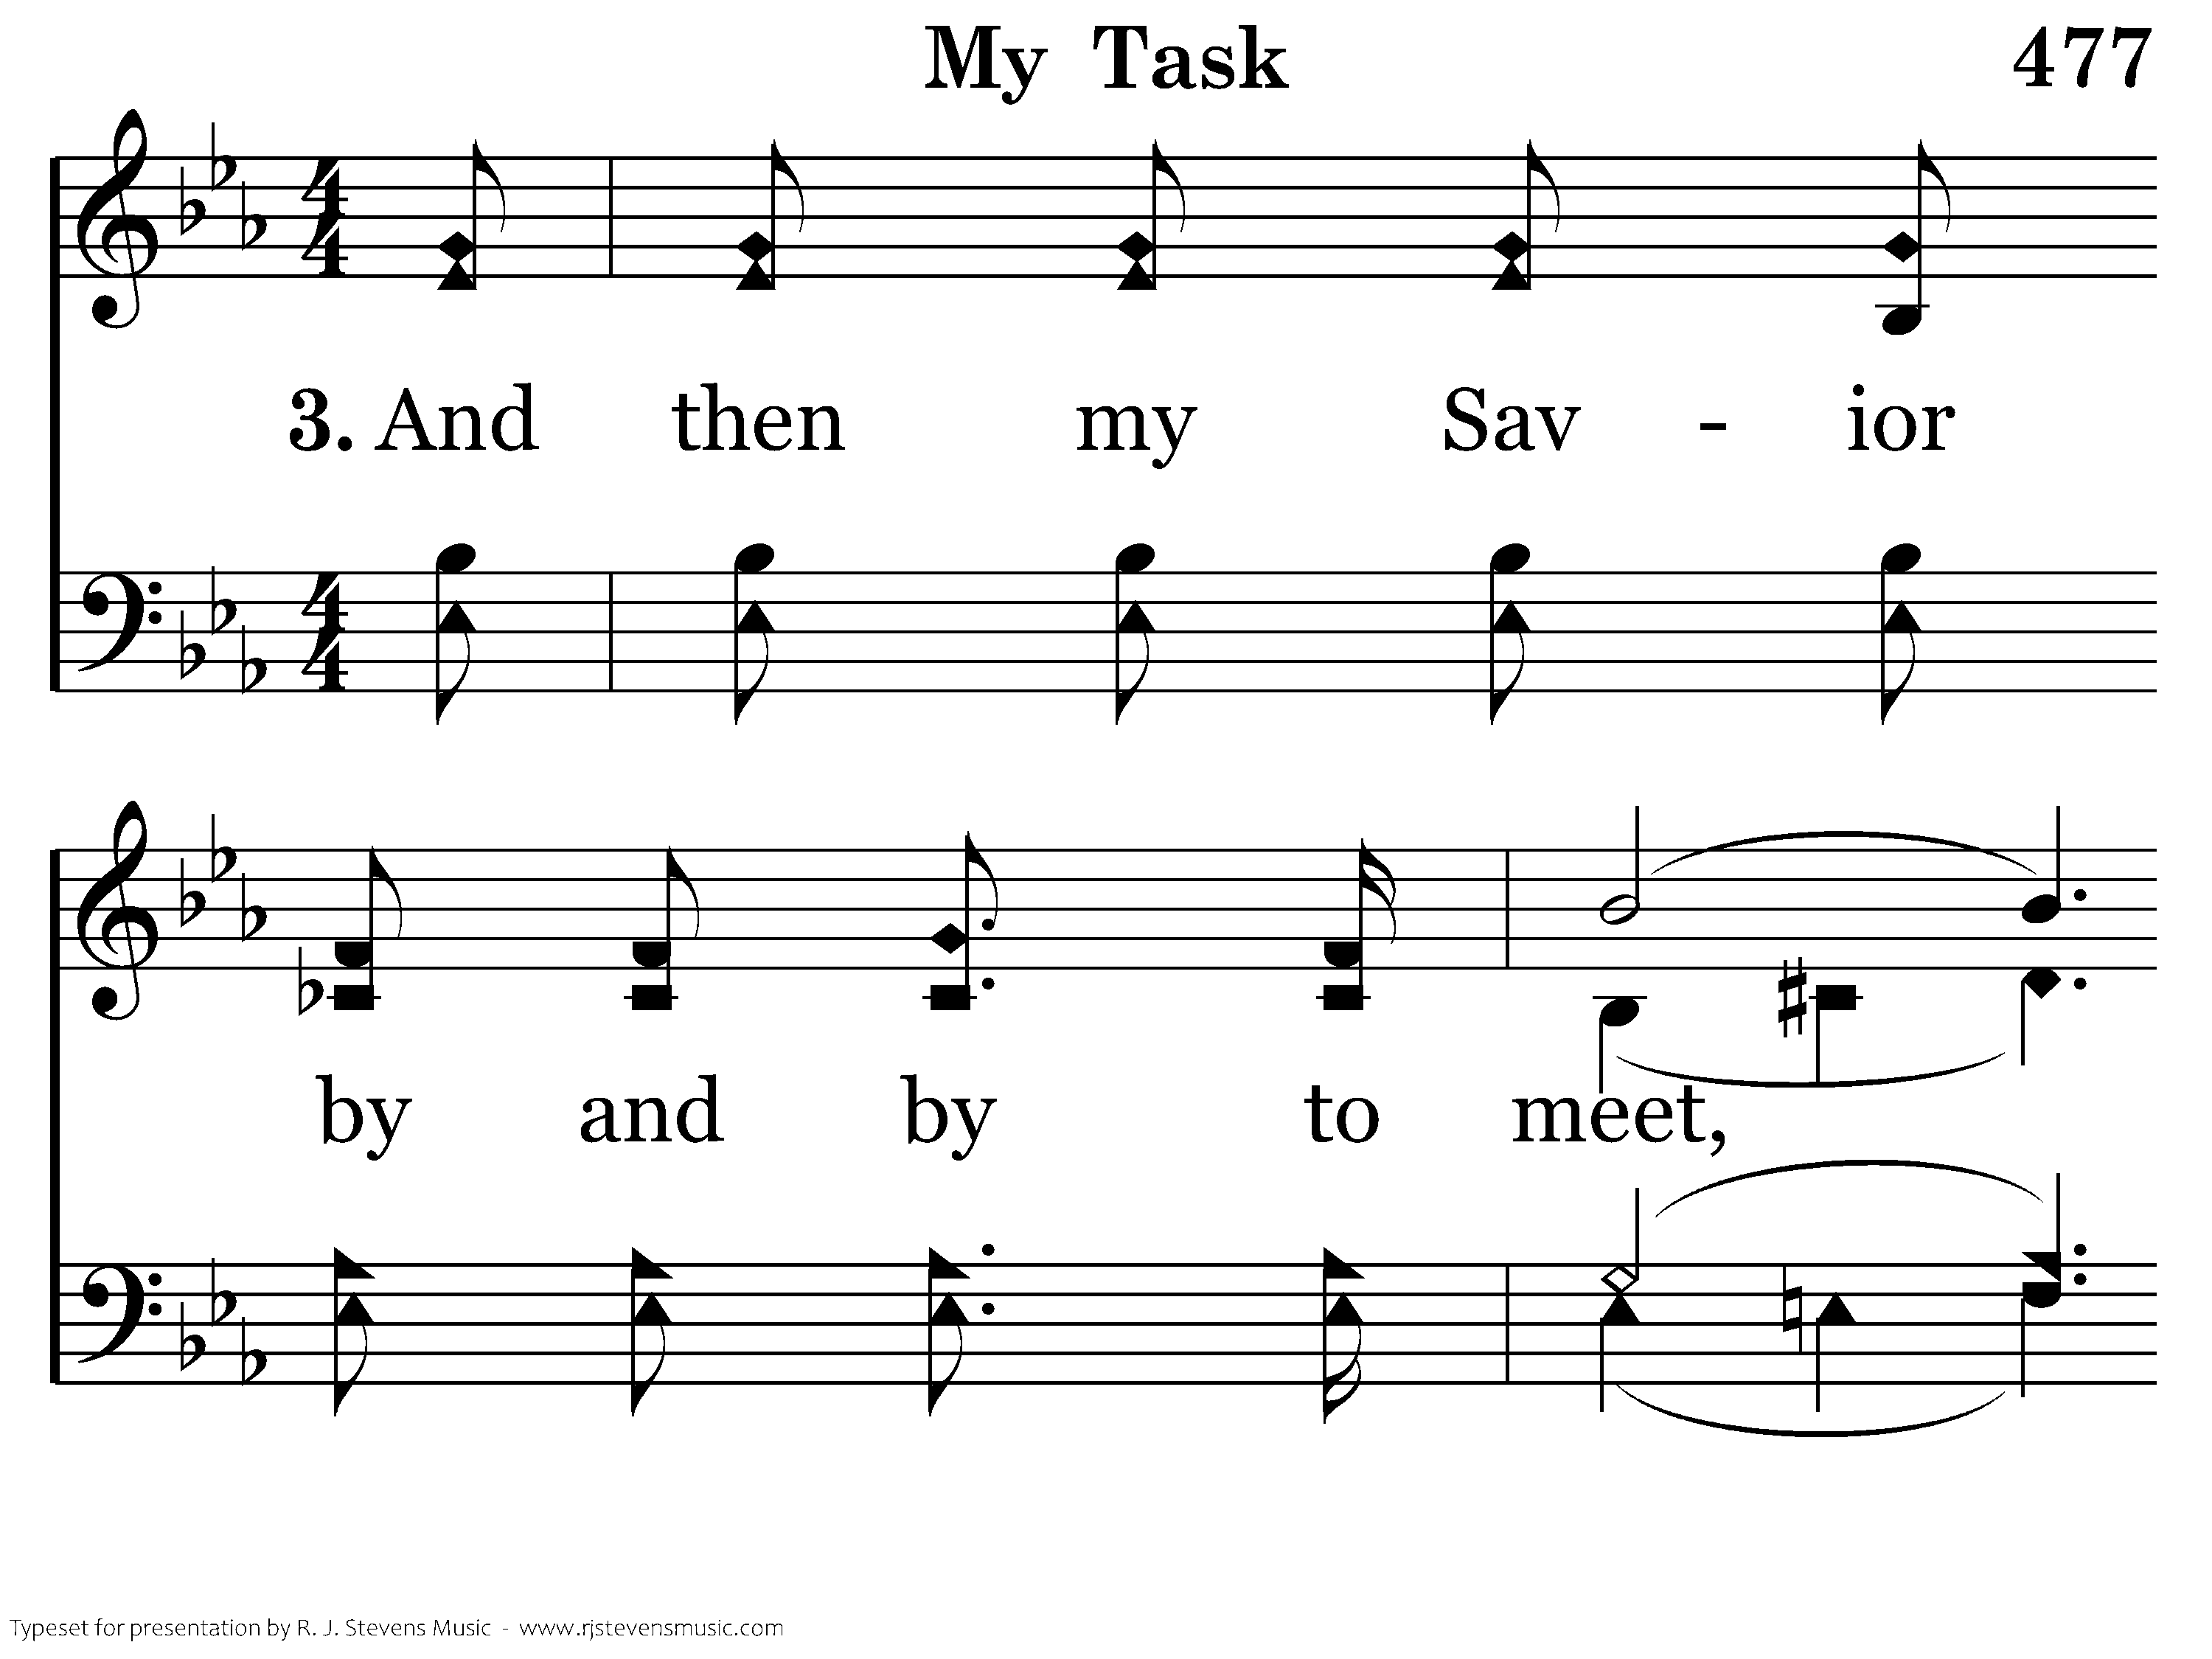 My Task 477
3. And then my Sav - ior
by and by to meet,
Typeset for presentation by R. J. Stevens Music - www.rjstevensmusic.com